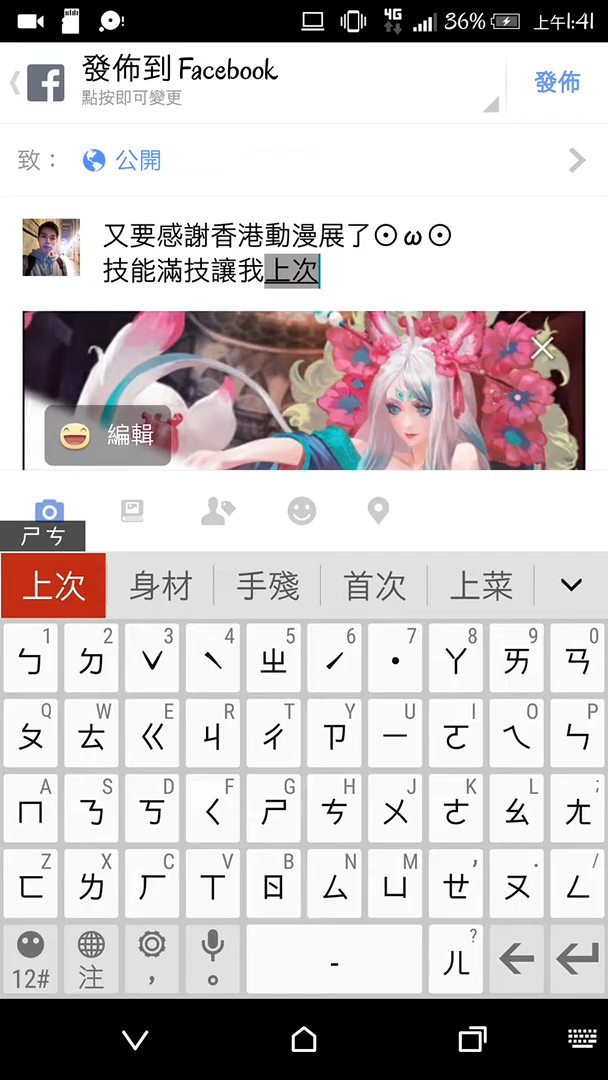 4G 36% 上午1:41
發佈到 Facebook
點按即可變更
發佈
致： 公開
又要感謝香港動漫展了⊙ω⊙
技能滿技讓我上次
編輯
ㄕㄘ
上次 身材 手殘 首次 上菜
1 2 3 4 5 6 7 8 9 0
ㄅ ㄉ ˇ ˋ ㄓ ˊ ˙ ㄚ ㄞ ㄢ
Q W E R T Y U I O P
ㄆ ㄊ ㄍ ㄐ ㄔ ㄗ ㄧ ㄛ ㄟ ㄣ
A S D F G H J K L ;
ㄇ ㄋ ㄎ ㄑ ㄕ ㄘ ㄨ ㄜ ㄠ ㄤ
Z X C V B N M , . /
ㄈ ㄌ ㄏ ㄒ ㄖ ㄙ ㄩ ㄝ ㄡ ㄥ
?
12# 注 ， 。 - ㄦ